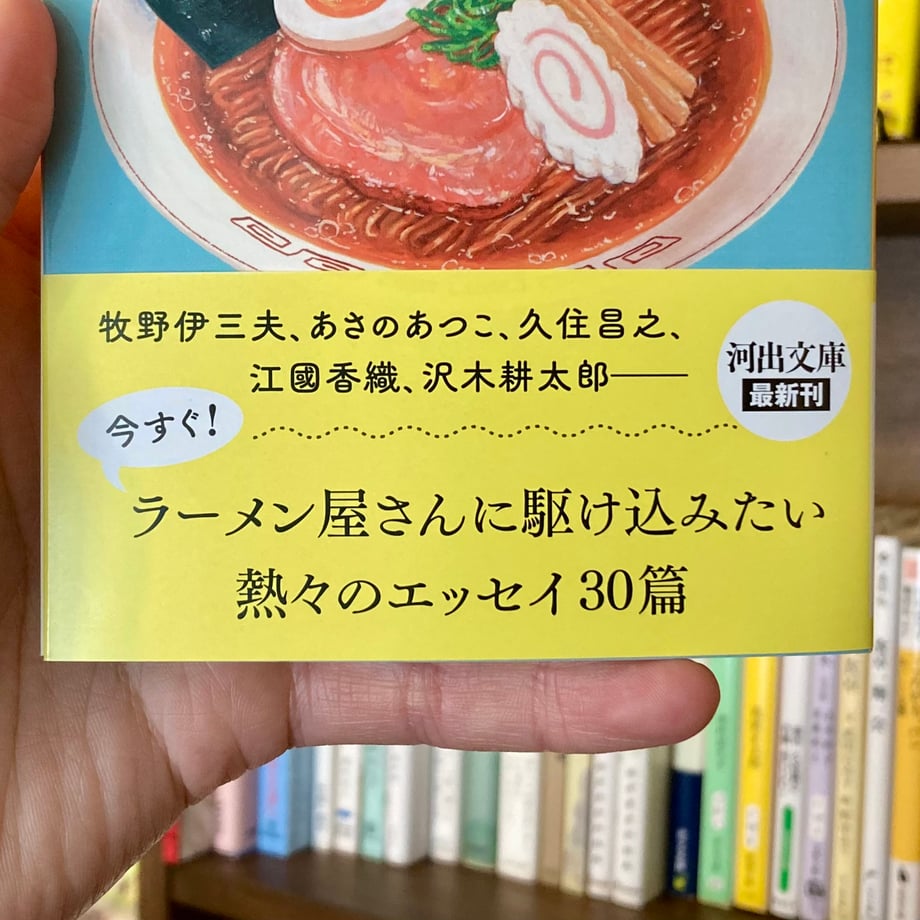 牧野伊三夫、あさのあつこ、久住昌之、
江國香織、沢木耕太郎――
河出文庫
最新刊
今すぐ!
ラーメン屋さんに駆け込みたい
熱々のエッセイ30篇